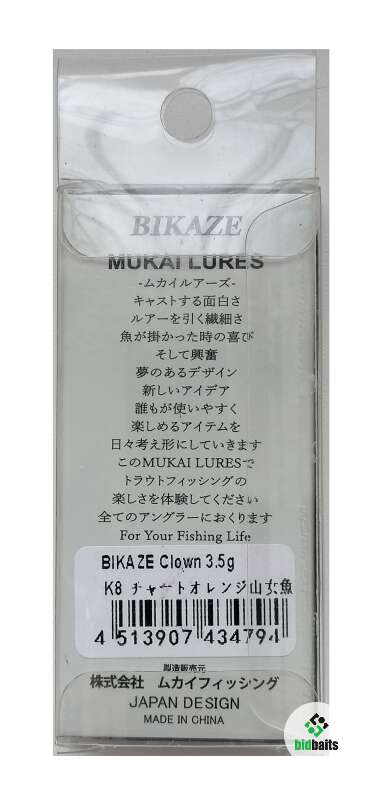 BIKAZE
MUKAI LURES
-ムカイルアーズ-
キャストする面白さ
ルアーを引く繊細さ
魚が掛かった時の喜び
そして興奮
夢のあるデザイン
新しいアイデア
誰もが使いやすく
楽しめるアイテムを
日々考え形にしていきます
このMUKAI LURESで
トラウトフィッシングの
楽しさを体験してください
全てのアングラーにおくります
For Your Fishing Life
BIKAZE Clown 3.5g
K8 チャートオレンジ山女魚
4 513907 434794
製造販売元
株式会社 ムカイフィッシング
JAPAN DESIGN
MADE IN CHINA
bidbaits